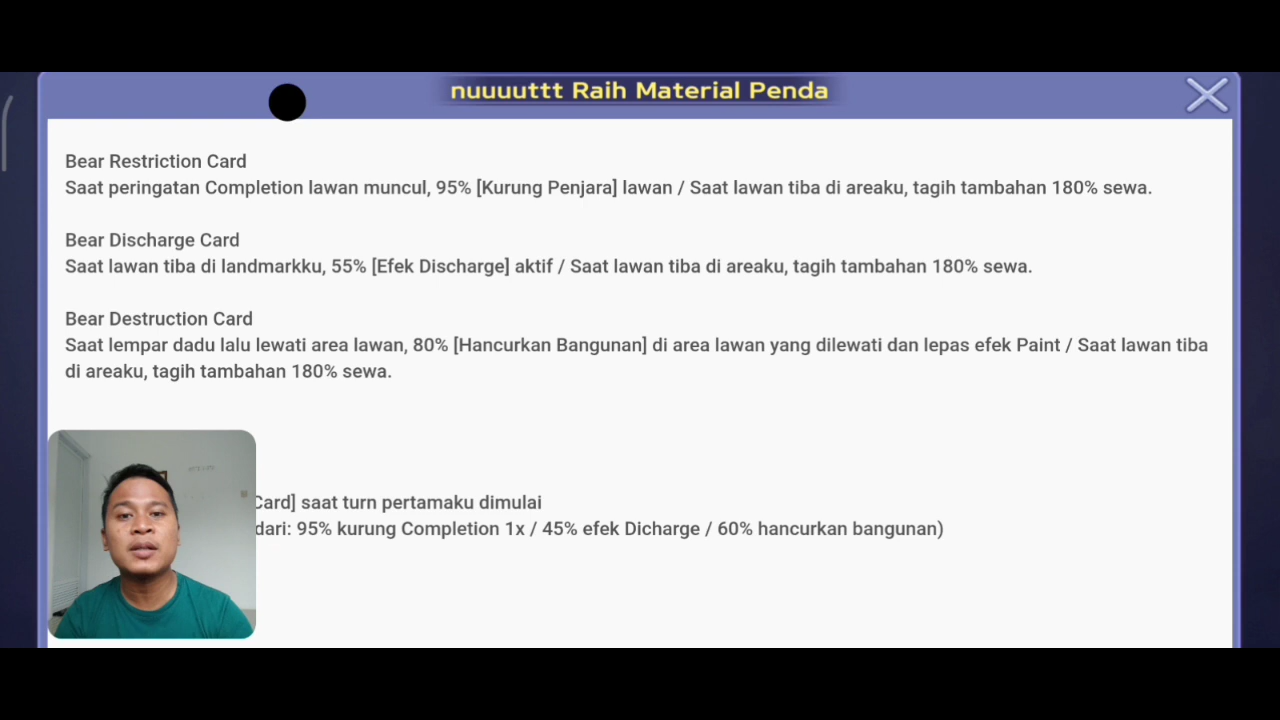 nuuuuttt Raih Material Penda
Bear Restriction Card
Saat peringatan Completion lawan muncul, 95% [Kurung Penjara] lawan / Saat lawan tiba di areaku, tagih tambahan 180% sewa.
Bear Discharge Card
Saat lawan tiba di landmarkku, 55% [Efek Discharge] aktif / Saat lawan tiba di areaku, tagih tambahan 180% sewa.
Bear Destruction Card
Saat lempar dadu lalu lewati area lawan, 80% [Hancurkan Bangunan] di area lawan yang dilewati dan lepas efek Paint / Saat lawan tiba
di areaku, tagih tambahan 180% sewa.
Card] saat turn pertamaku dimulai
dari: 95% kurung Completion 1x / 45% efek Dicharge / 60% hancurkan bangunan)